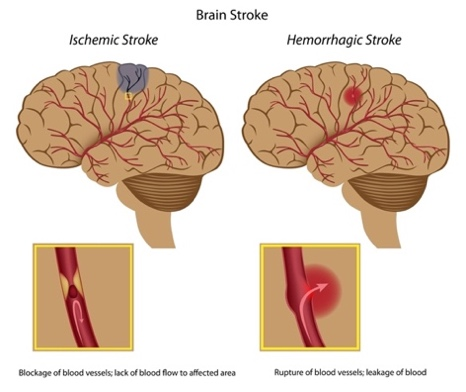 Brain Stroke
Ischemic Stroke
Hemorrhagic Stroke
Blockage of blood vessels; lack of blood flow to affected area
Rupture of blood vessels; leakage of blood